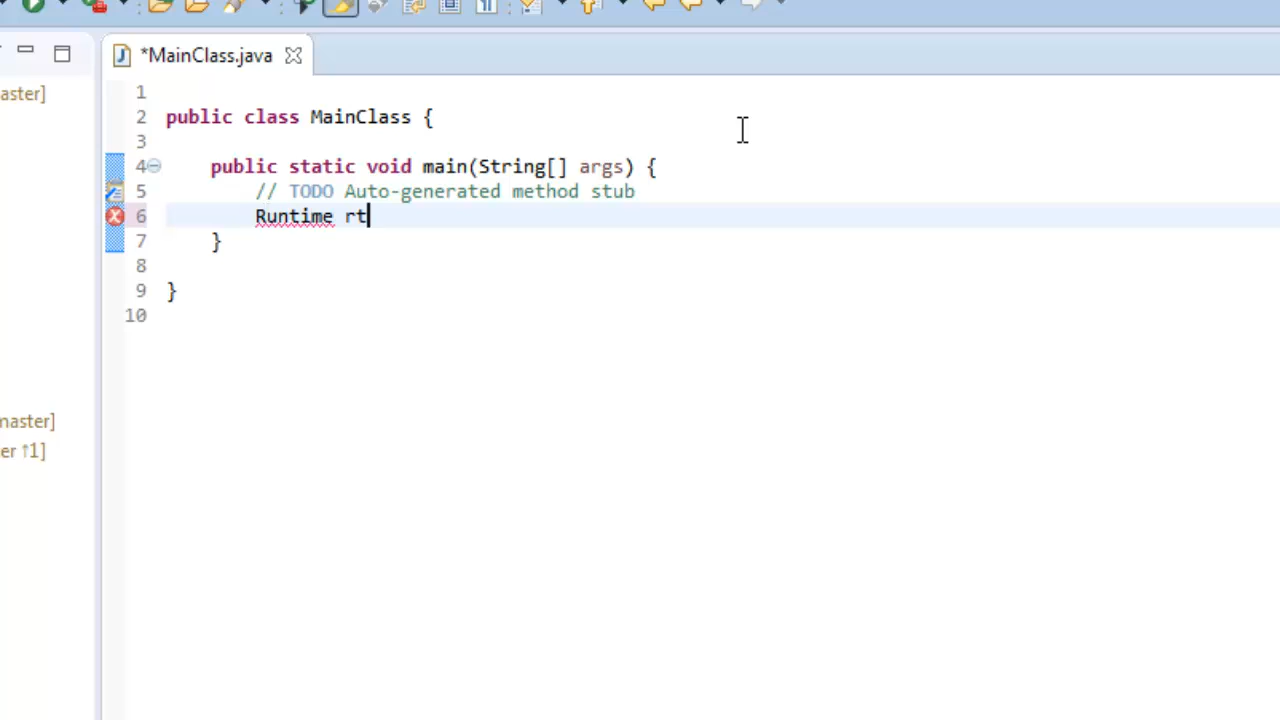 *MainClass.java
aster]
master]
er ↑1]
1
2 public class MainClass {
3
4 public static void main(String[] args) {
5 // TODO Auto-generated method stub
6 Runtime rt
7 }
8
9 }
10